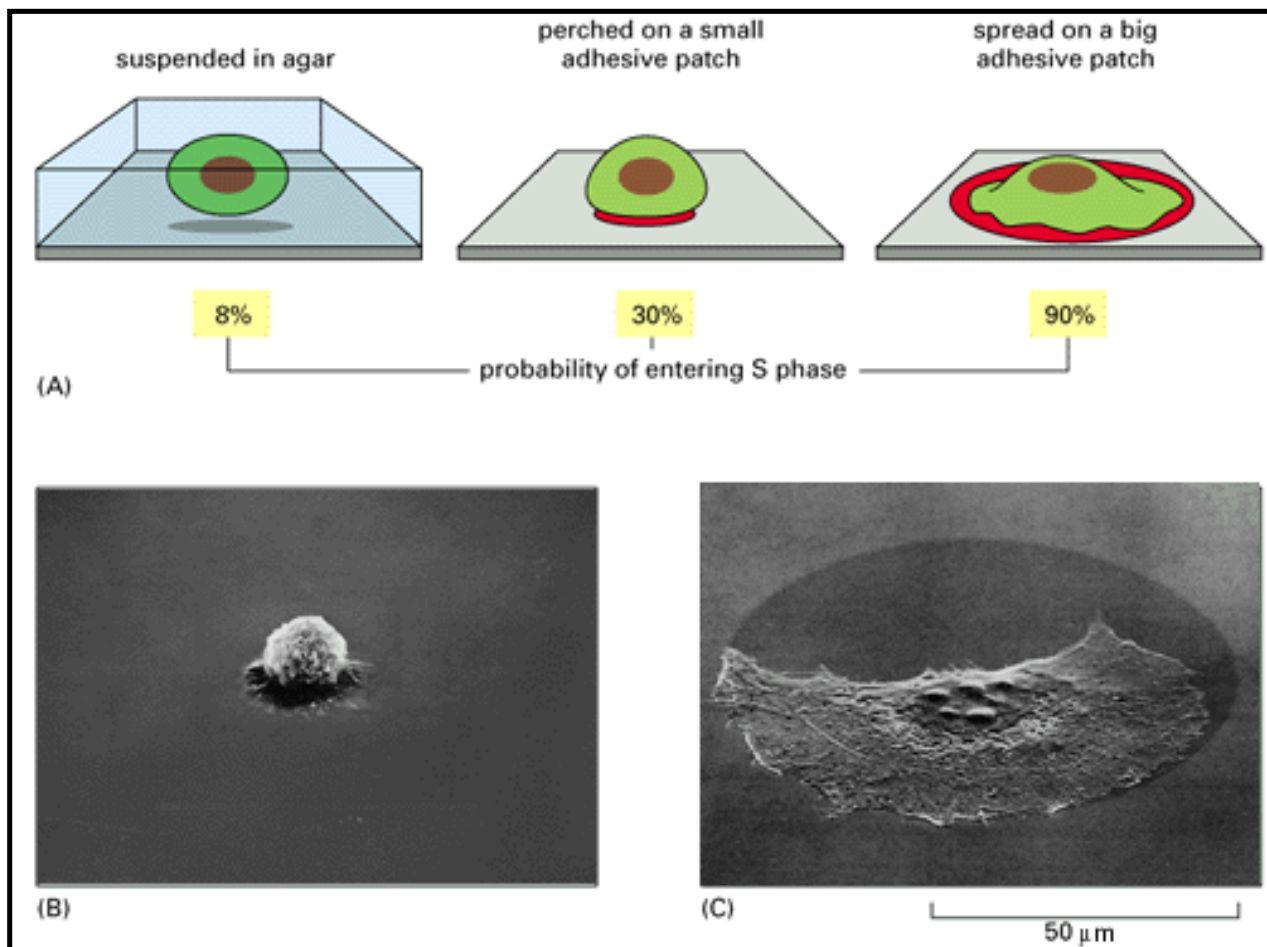 suspended in agar
perched on a small
adhesive patch
spread on a big
adhesive patch
8%
30%
90%
probability of entering S phase
(A)
(B)
(C)
50 μm